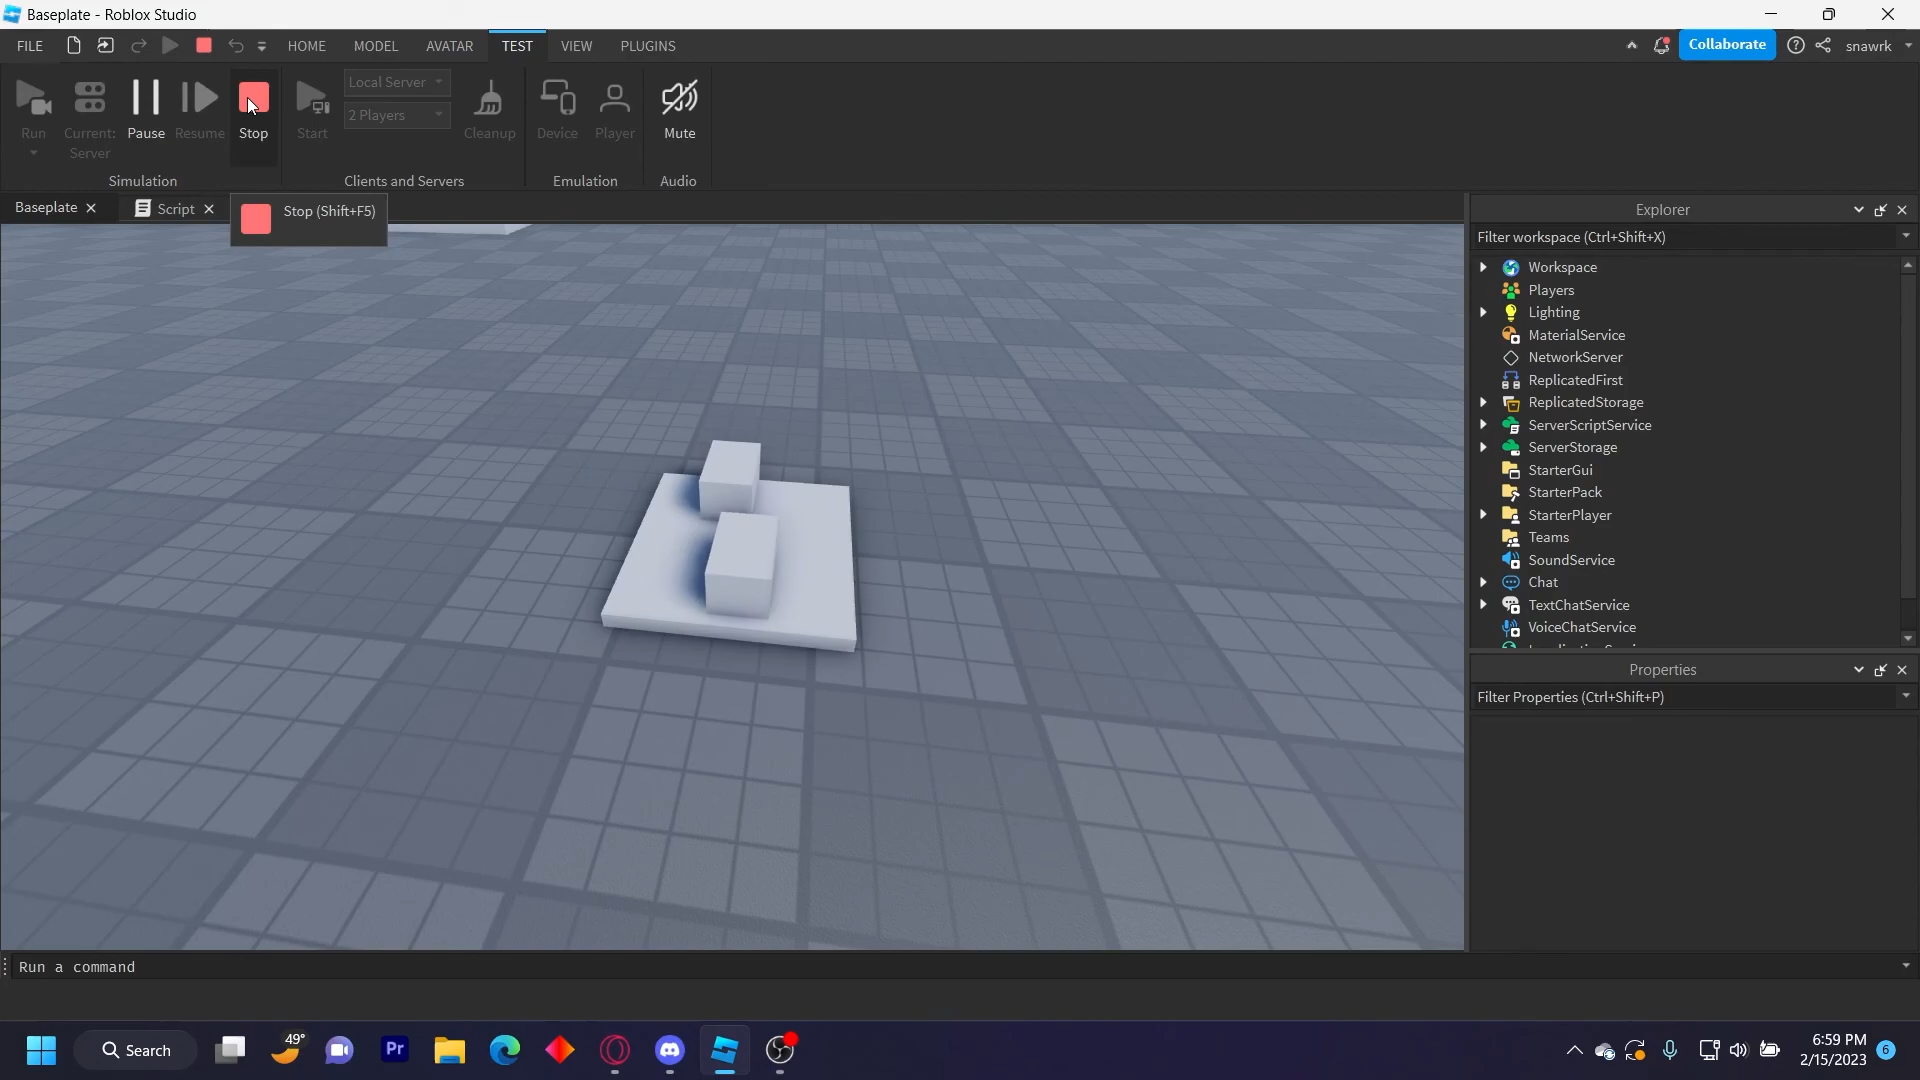 Baseplate - Roblox Studio
FILE
HOME
MODEL
AVATAR
TEST
VIEW
PLUGINS
Collaborate
snawrk
Run
Current:
Server
Pause
Resume
Stop
Start
Local Server
2 Players
Cleanup
Device
Player
Mute
Simulation
Clients and Servers
Emulation
Audio
Baseplate
Script
Stop (Shift+F5)
Explorer
Filter workspace (Ctrl+Shift+X)
Workspace
Players
Lighting
MaterialService
NetworkServer
ReplicatedFirst
ReplicatedStorage
ServerScriptService
ServerStorage
StarterGui
StarterPack
StarterPlayer
Teams
SoundService
Chat
TextChatService
VoiceChatService
Properties
Filter Properties (Ctrl+Shift+P)
Run a command
Search
49°
Pr
6:59 PM
2/15/2023
6